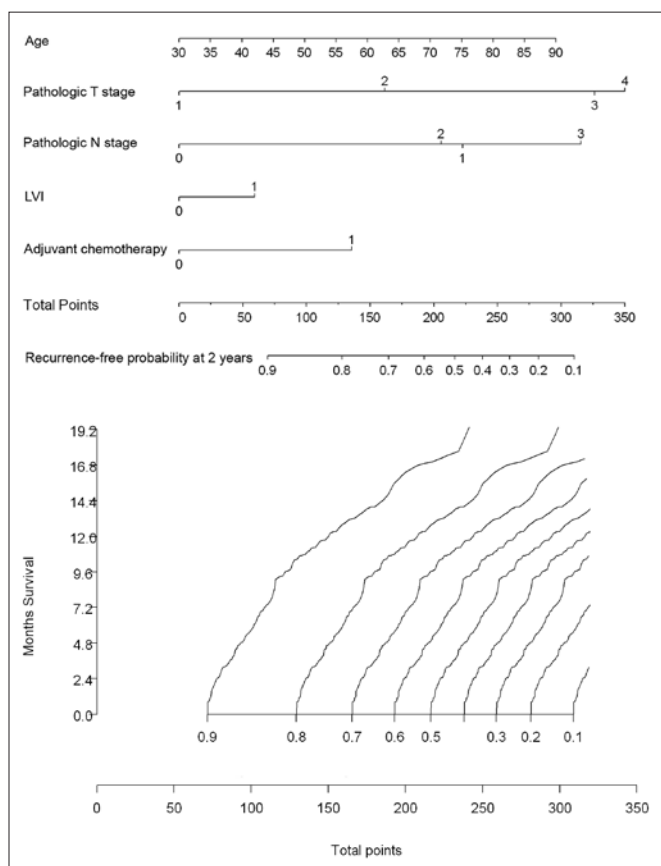 Age
30 35 40 45 50 55 60 65 70 75 80 85 90
2 4
Pathologic T stage
1 3
2 3
Pathologic N stage
0 1
1
LVI
0
1
Adjuvant chemotherapy
0
Total Points
0 50 100 150 200 250 300 350
Recurrence-free probability at 2 years
0.9 0.8 0.7 0.6 0.5 0.4 0.3 0.2 0.1
19.2
16.8
14.4
12.0
9.6
7.2
4.8
2.4
0.0
Months Survival
0.9 0.8 0.7 0.6 0.5 0.3 0.2 0.1
0 50 100 150 200 250 300 350
Total points